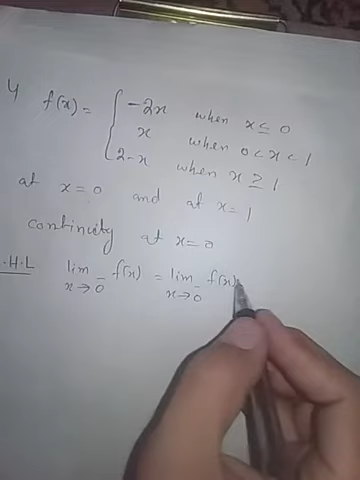 4 f(x) = { -2x when x ≤ 0
x when 0 < x < 1
2-x when x ≥ 1
at x = 0 and at x = 1
continuity at x = 0
.H.L lim x→0⁻ f(x) = lim x→0⁻ f(x)